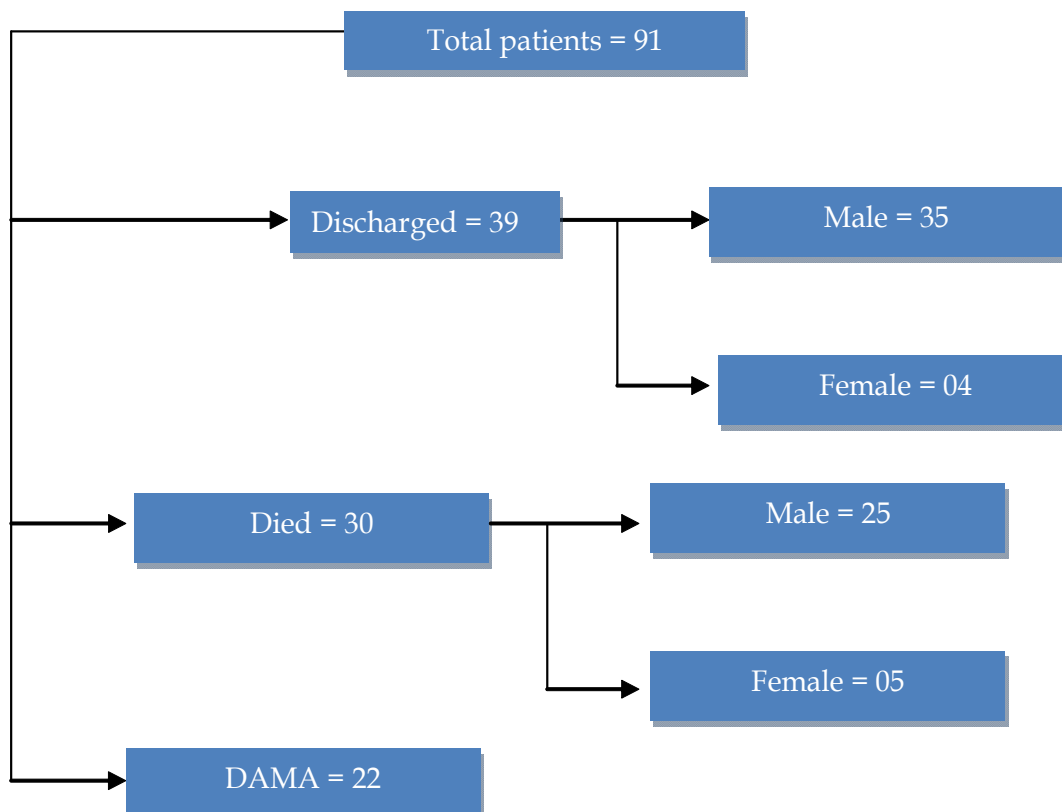 Total patients = 91
Discharged = 39
Male = 35
Female = 04
Died = 30
Male = 25
Female = 05
DAMA = 22